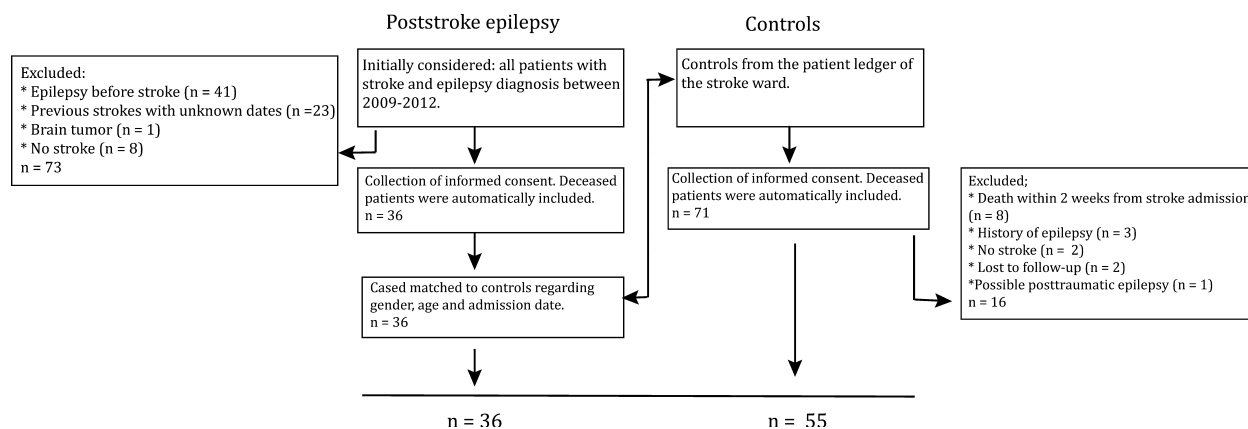 Poststroke epilepsy
Controls
Excluded:
* Epilepsy before stroke (n = 41)
* Previous strokes with unknown dates (n =23)
* Brain tumor (n = 1)
* No stroke (n = 8)
n = 73
Initially considered: all patients with
stroke and epilepsy diagnosis between
2009-2012.
Controls from the patient ledger of
the stroke ward.
Collection of informed consent. Deceased
patients were automatically included.
n = 36
Collection of informed consent. Deceased
patients were automatically included.
n = 71
Excluded;
* Death within 2 weeks from stroke admission
(n = 8)
* History of epilepsy (n = 3)
* No stroke (n = 2)
* Lost to follow-up (n = 2)
*Possible posttraumatic epilepsy (n = 1)
n = 16
Cased matched to controls regarding
gender, age and admission date.
n = 36
n = 36
n = 55